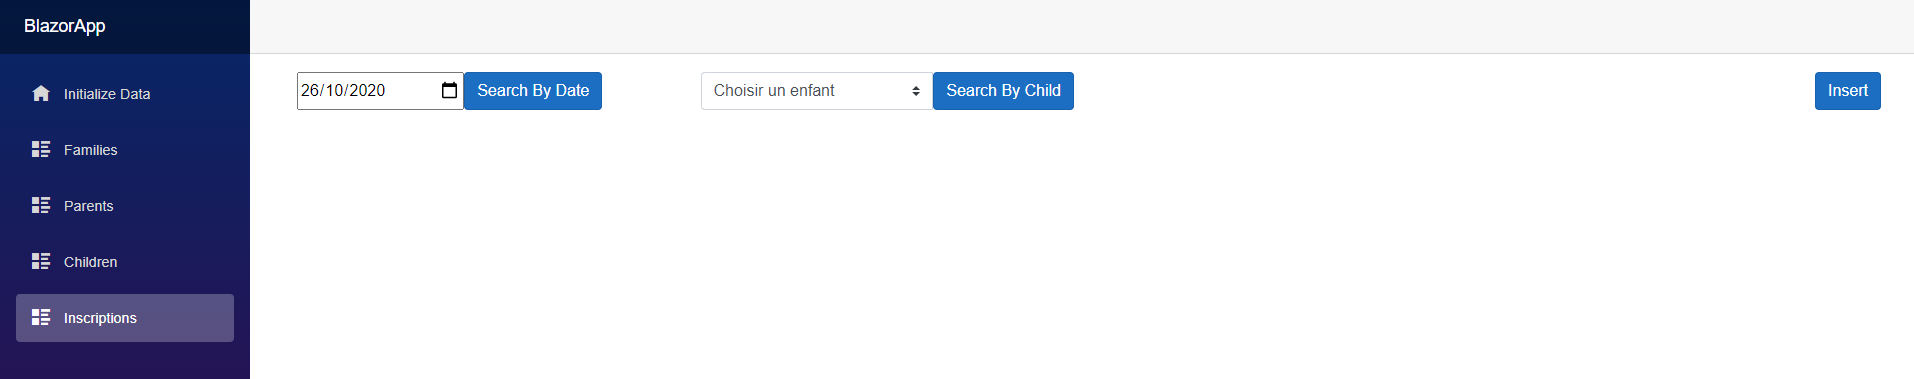 BlazorApp
Initialize Data
Families
Parents
Children
Inscriptions
26/10/2020 Search By Date Choisir un enfant Search By Child Insert